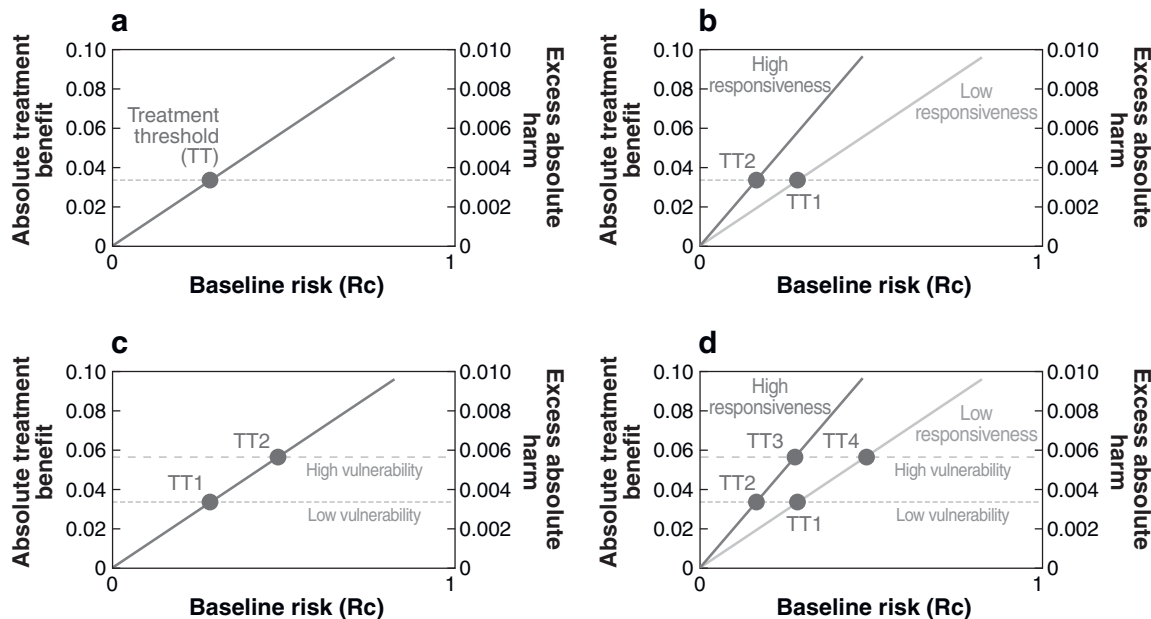 a
Absolute treatment
benefit
0.10
0.08
0.06
0.04
0.02
0
Treatment
threshold
(TT)
0.010
0.008
0.006
0.004
0.002
0
Excess absolute
harm
0
1
Baseline risk (Rc)
b
Absolute treatment
benefit
0.10
0.08
0.06
0.04
0.02
0
High
responsiveness
Low
responsiveness
TT2
TT1
0.010
0.008
0.006
0.004
0.002
0
Excess absolute
harm
0
1
Baseline risk (Rc)
c
Absolute treatment
benefit
0.10
0.08
0.06
0.04
0.02
0
TT2
High vulnerability
TT1
Low vulnerability
0.010
0.008
0.006
0.004
0.002
0
Excess absolute
harm
0
1
Baseline risk (Rc)
d
Absolute treatment
benefit
0.10
0.08
0.06
0.04
0.02
0
High
responsiveness
Low
responsiveness
TT3
TT4
High vulnerability
TT2
TT1
Low vulnerability
0.010
0.008
0.006
0.004
0.002
0
Excess absolute
harm
0
1
Baseline risk (Rc)